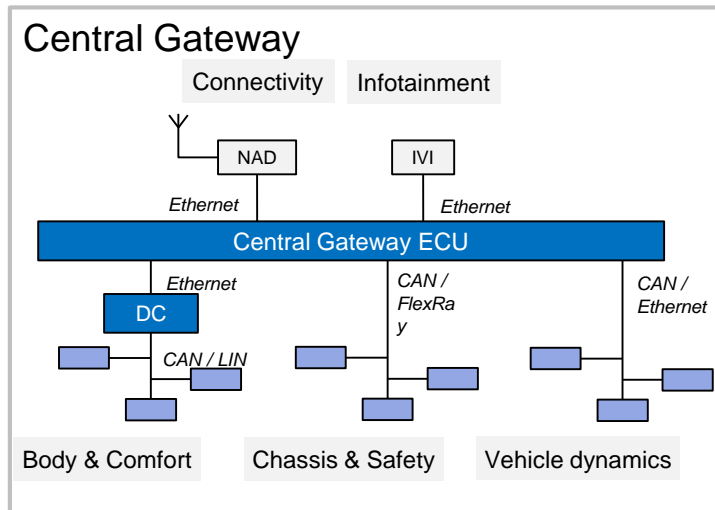 Central Gateway
Connectivity
Infotainment
NAD
IVI
Ethernet
Ethernet
Central Gateway ECU
Ethernet
CAN /
FlexRa
y
CAN /
Ethernet
DC
CAN / LIN
Body & Comfort
Chassis & Safety
Vehicle dynamics